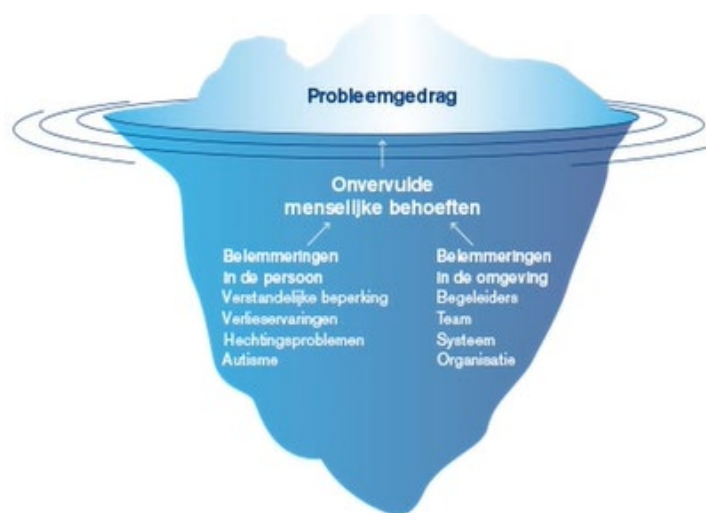 Probleemgedrag
Onvervulde
menselijke behoeften
Belemmeringen
in de persoon
Verstandelijke beperking
Verlieservaringen
Hechtingsproblemen
Autisme
Belemmeringen
in de omgeving
Begeleiders
Team
Systeem
Organisatie